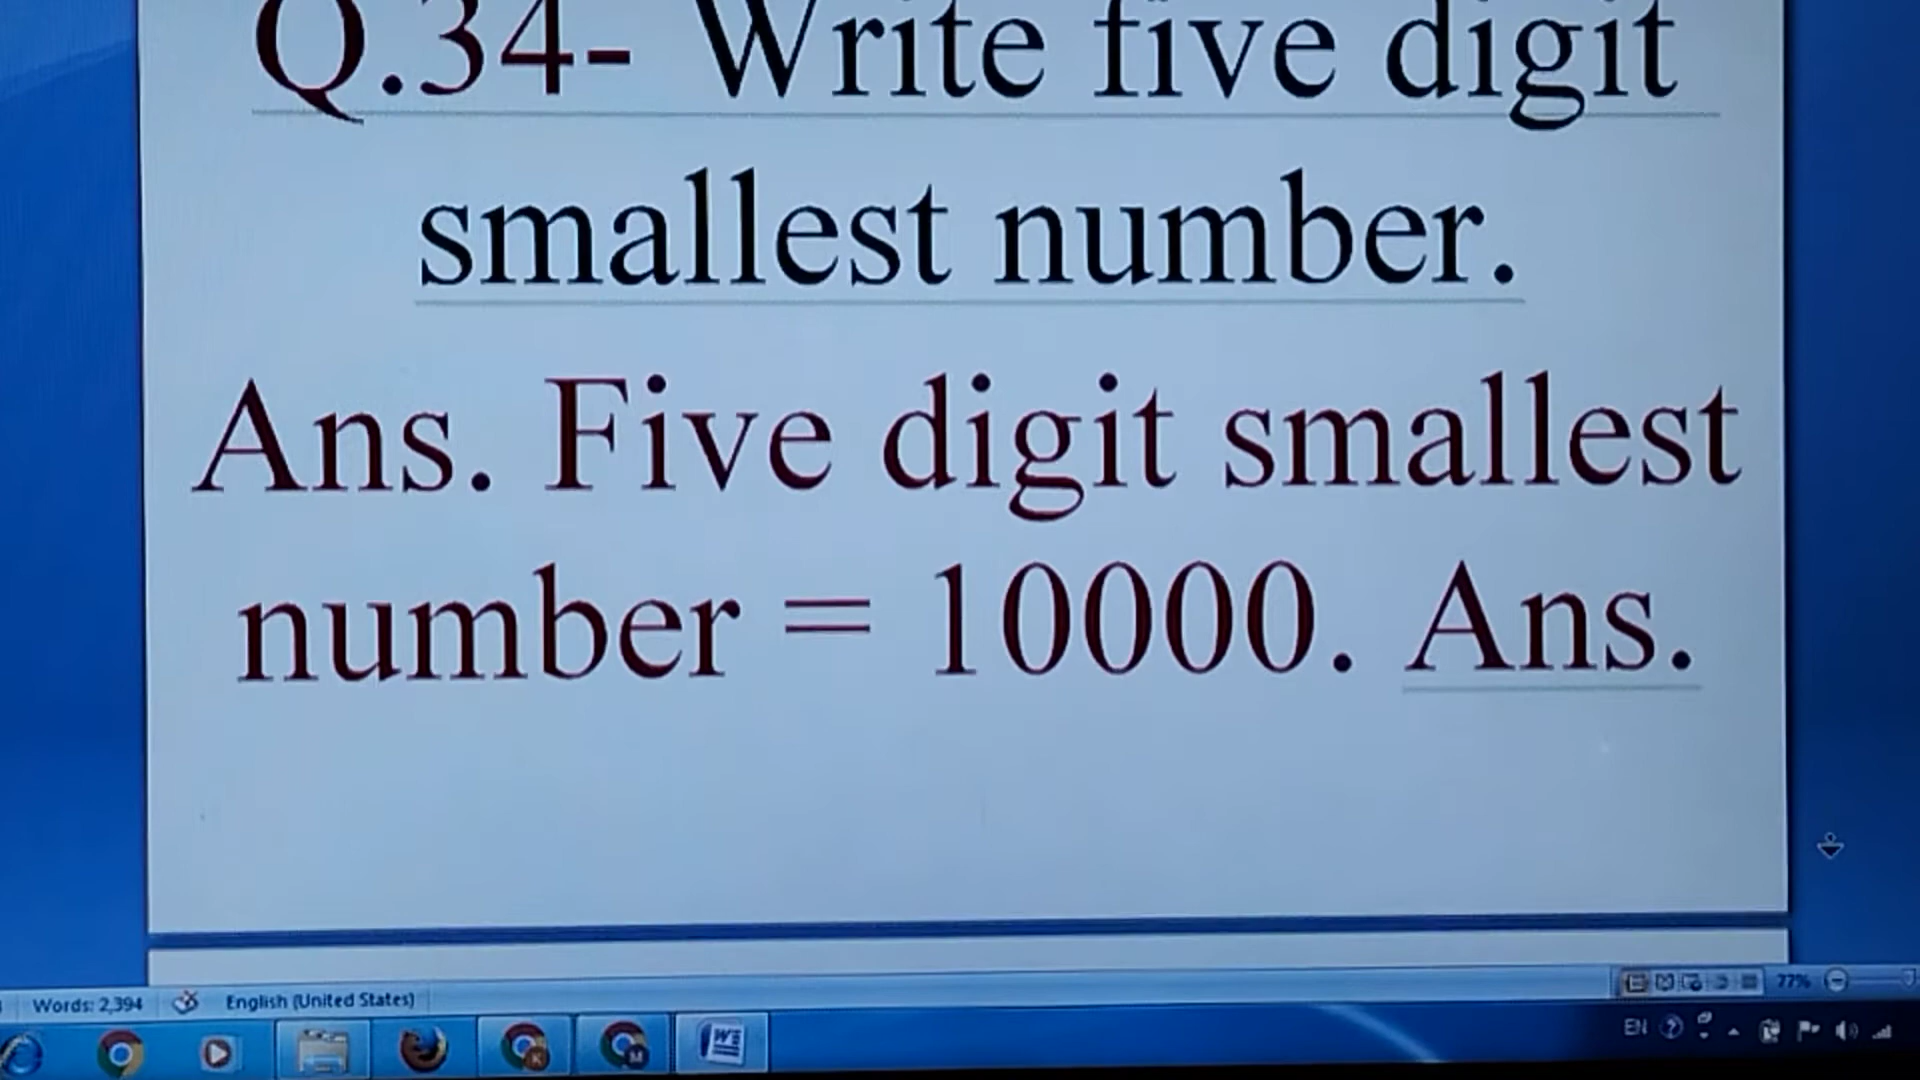 Q.34- Write five digit
smallest number.
Ans. Five digit smallest
number = 10000. Ans.
77%
Words: 2,394 English (United States)
EN